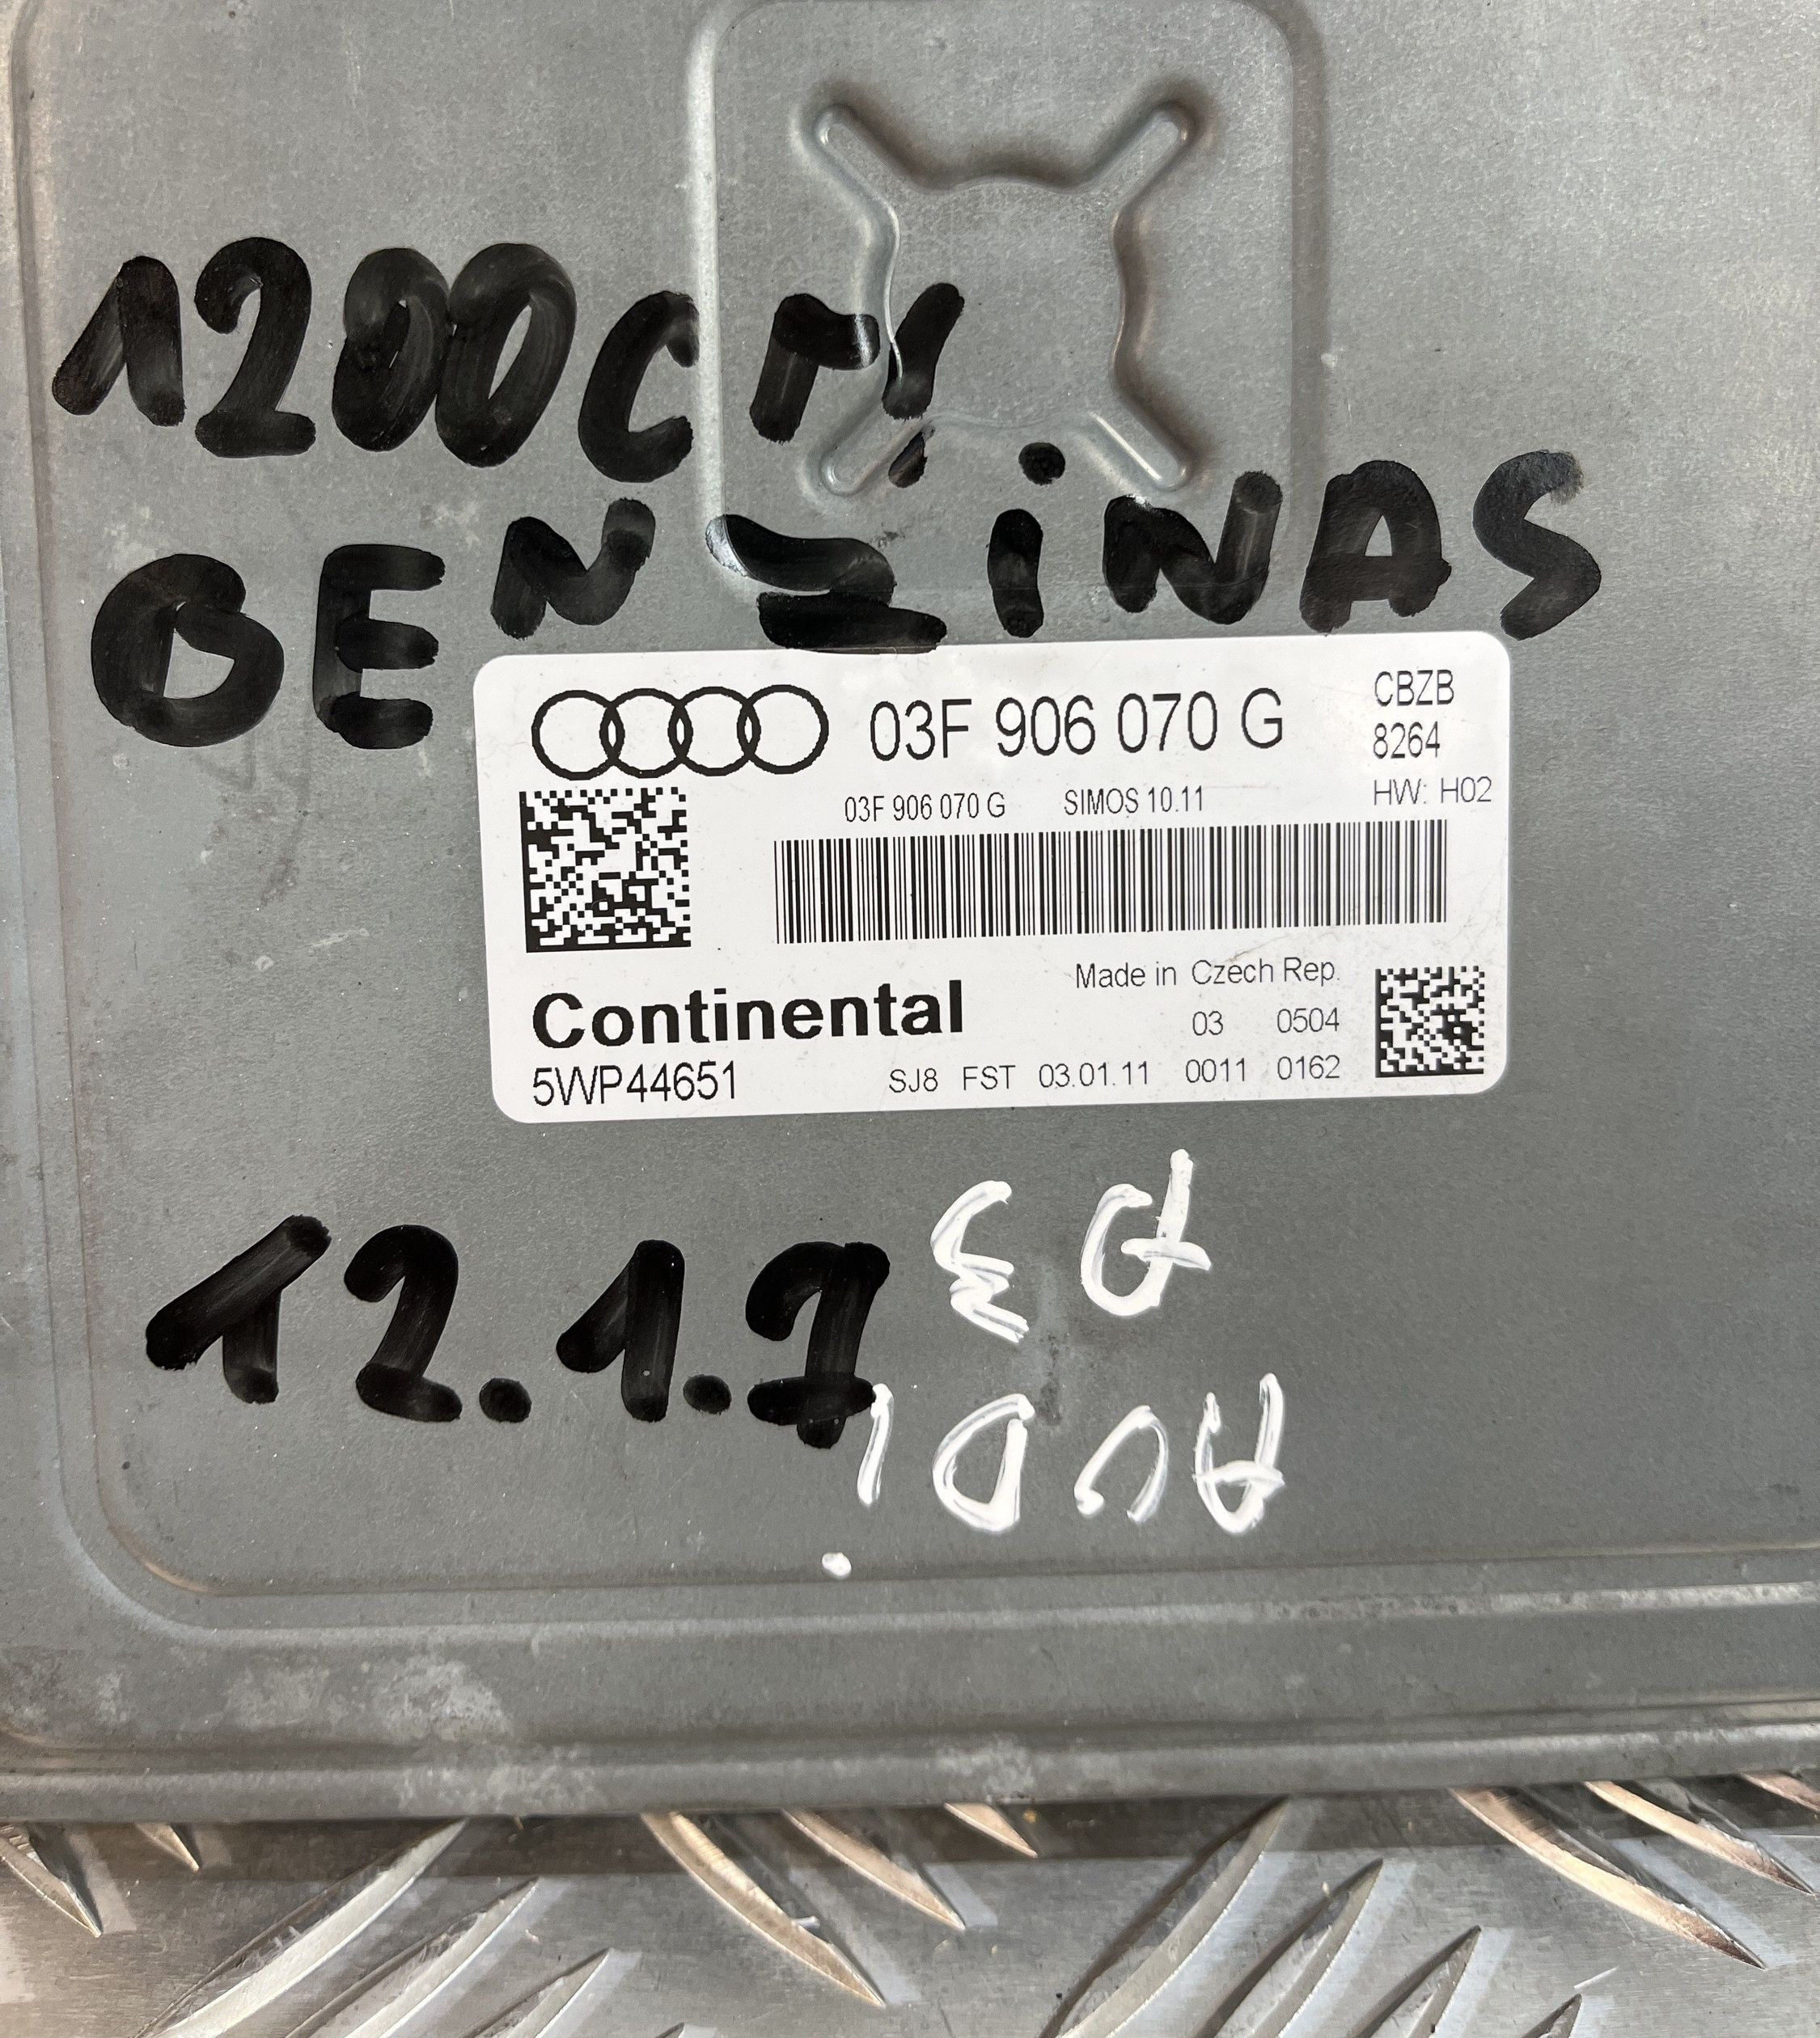 1200CM
BENZINAS
03F 906 070 G
CBZB
8264
03F 906 070 G SIMOS 10.11
HW: H02
Made in Czech Rep.
Continental
03 0504
5WP44651
SJ8 FST 03.01.11 0011 0162
12.1.7
AUDI
A3